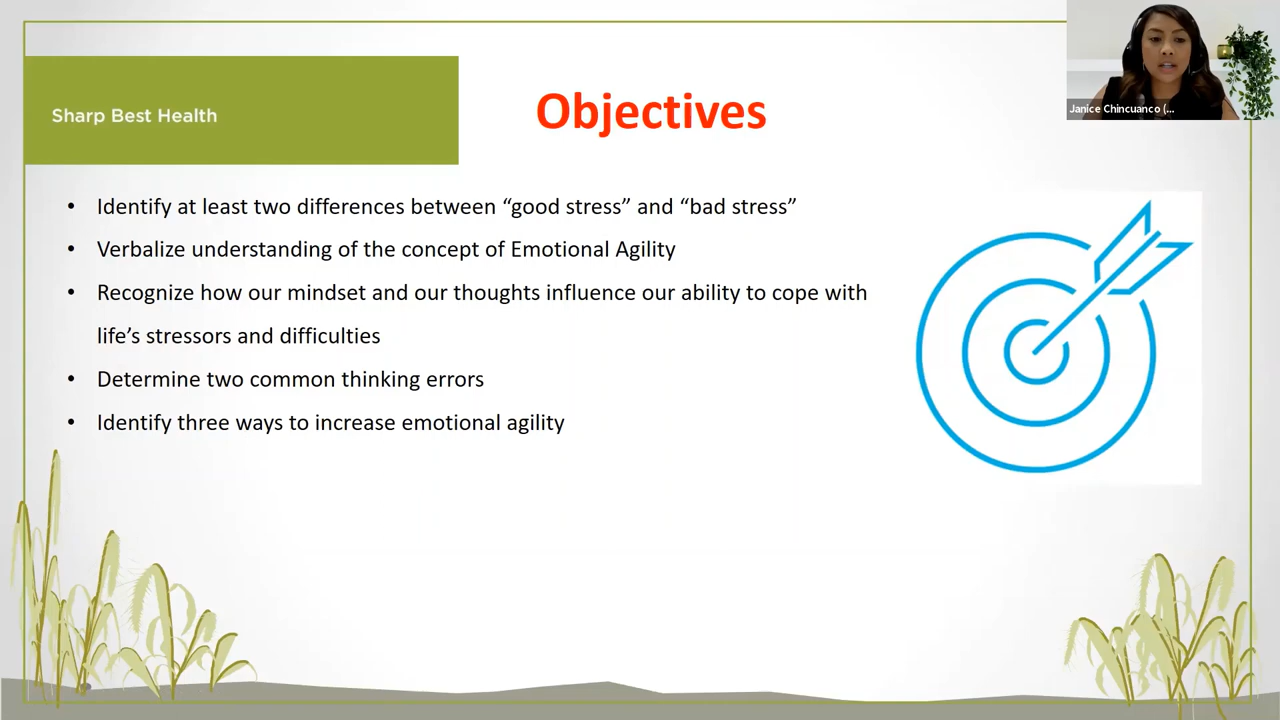 Sharp Best Health
Objectives
Janice Chincuanco (...
• Identify at least two differences between “good stress” and “bad stress”
• Verbalize understanding of the concept of Emotional Agility
• Recognize how our mindset and our thoughts influence our ability to cope with
life’s stressors and difficulties
• Determine two common thinking errors
• Identify three ways to increase emotional agility